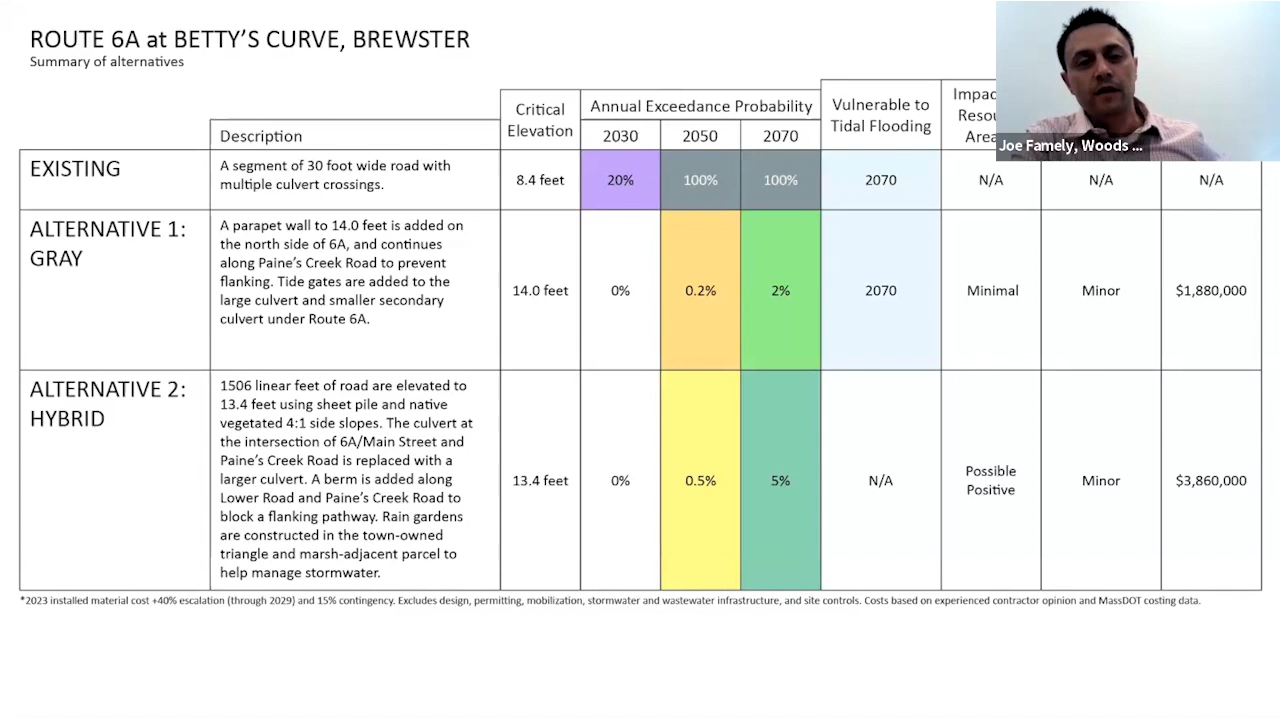 ROUTE 6A at BETTY'S CURVE, BREWSTER
Summary of alternatives
Description
Critical
Elevation
Annual Exceedance Probability
2030 2050 2070
Vulnerable to
Tidal Flooding
Joe Famely, Woods ...
EXISTING
A segment of 30 foot wide road with
multiple culvert crossings.
8.4 feet 20% 100% 100% 2070 N/A N/A N/A
ALTERNATIVE 1:
GRAY
A parapet wall to 14.0 feet is added on
the north side of 6A, and continues
along Paine's Creek Road to prevent
flanking. Tide gates are added to the
large culvert and smaller secondary
culvert under Route 6A.
14.0 feet 0% 0.2% 2% 2070 Minimal Minor $1,880,000
ALTERNATIVE 2:
HYBRID
1506 linear feet of road are elevated to
13.4 feet using sheet pile and native
vegetated 4:1 side slopes. The culvert at
the intersection of 6A/Main Street and
Paine's Creek Road is replaced with a
larger culvert. A berm is added along
Lower Road and Paine's Creek Road to
block a flanking pathway. Rain gardens
are constructed in the town-owned
triangle and marsh-adjacent parcel to
help manage stormwater.
13.4 feet 0% 0.5% 5% N/A Possible
Positive Minor $3,860,000
*2023 installed material cost +40% escalation (through 2029) and 15% contingency. Excludes design, permitting, mobilization, stormwater and wastewater infrastructure, and site controls. Costs based on experienced contractor opinion and MassDOT costing data.